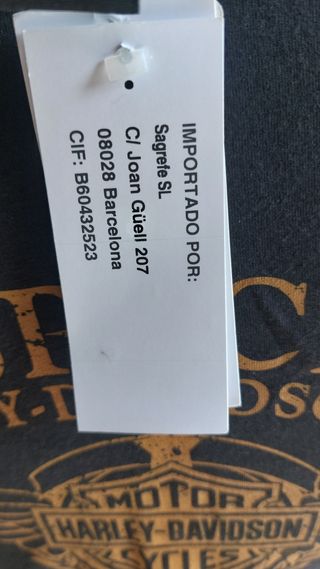 IMPORTADO POR:
Sagrefe SL
C/ Joan Güell 207
08028 Barcelona
CIF: B60432523
MOTOR
HARLEY-DAVIDSON
CYCLES